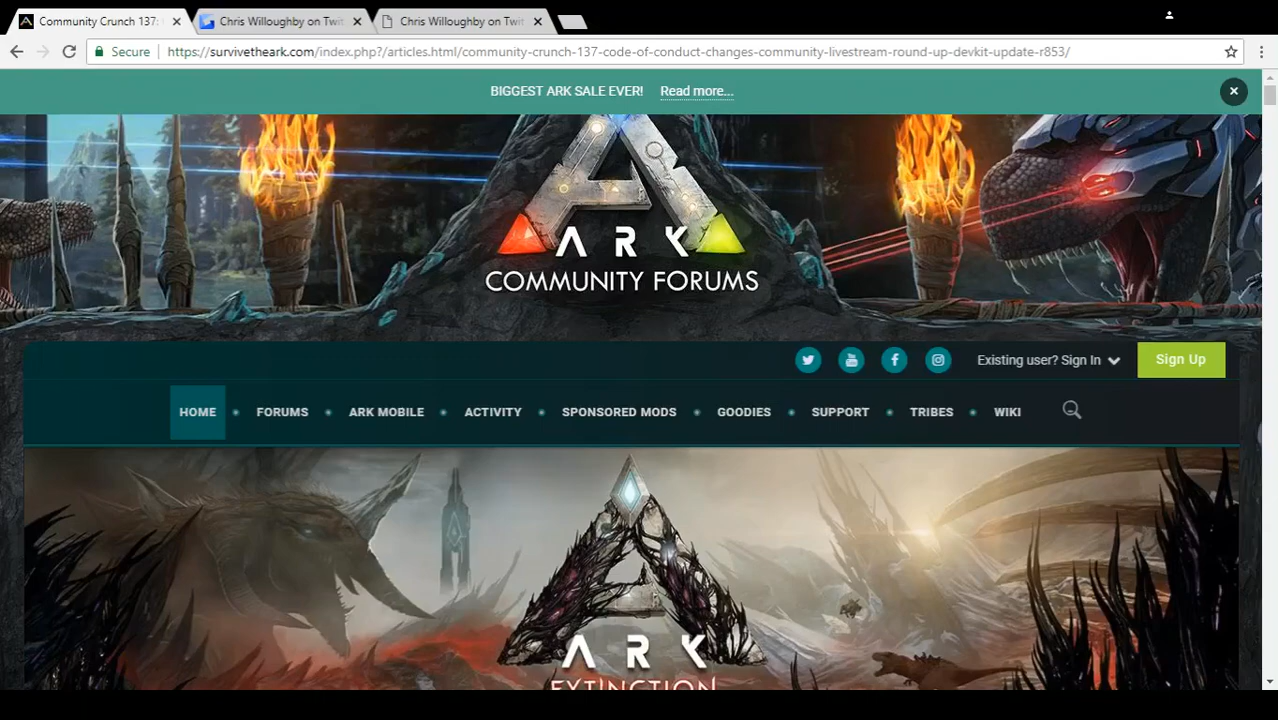 Community Crunch 137:
Chris Willoughby on Twit
Chris Willoughby on Twit
Secure
https://survivetheark.com/index.php?/articles.html/community-crunch-137-code-of-conduct-changes-community-livestream-round-up-devkit-update-r853/
BIGGEST ARK SALE EVER! Read more...
ARK
COMMUNITY FORUMS
Existing user? Sign In
Sign Up
HOME
FORUMS
ARK MOBILE
ACTIVITY
SPONSORED MODS
GOODIES
SUPPORT
TRIBES
WIKI
ARK
EXTINCTION